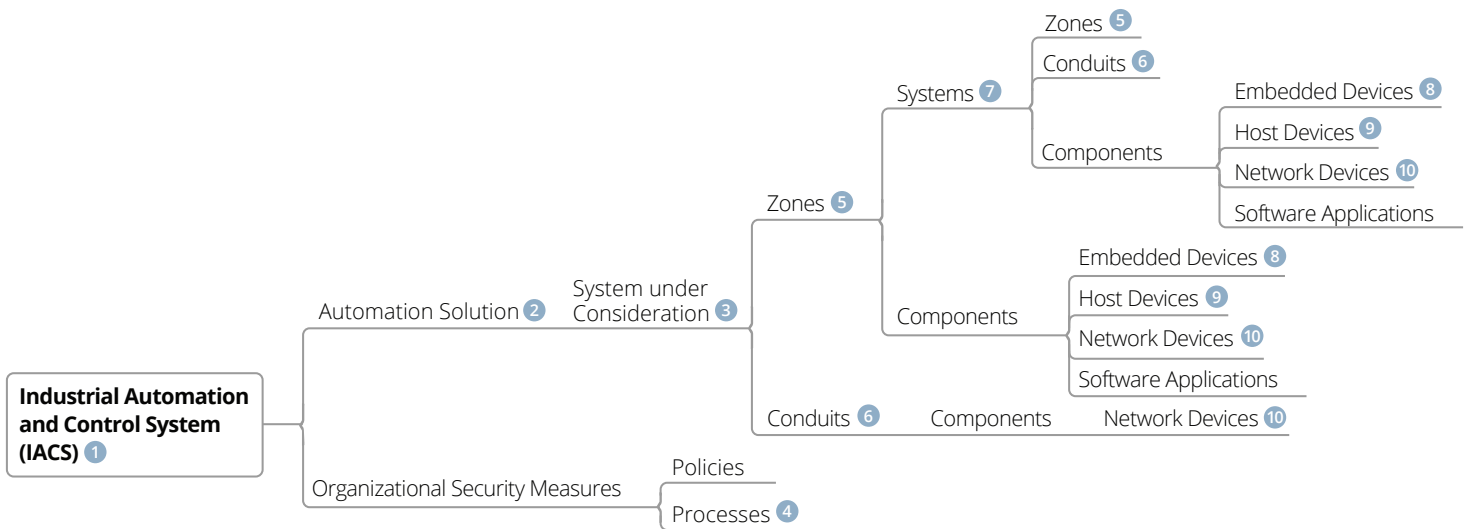 Zones 5
Conduits 6
Systems 7
Embedded Devices 8
Host Devices 9
Components
Network Devices 10
Zones 5
Software Applications
Embedded Devices 8
System under
Consideration 3
Automation Solution 2
Host Devices 9
Components
Network Devices 10
Software Applications
Industrial Automation
and Control System
(IACS) 1
Conduits 6
Components
Network Devices 10
Policies
Organizational Security Measures
Processes 4